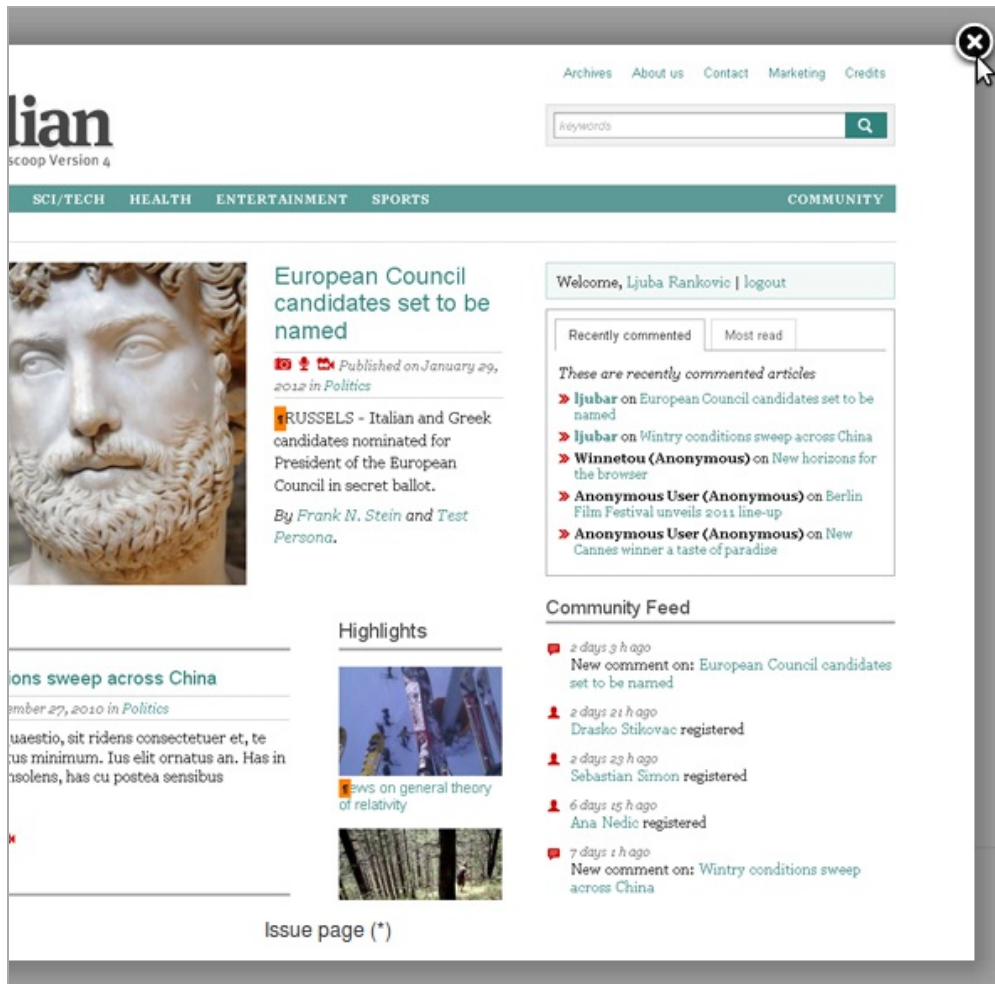 Archives About us Contact Marketing Credits
lian
scoop Version 4
keywords
SCI/TECH HEALTH ENTERTAINMENT SPORTS COMMUNITY
European Council
candidates set to be
named
Published on January 29,
2012 in Politics
¶RUSSELS - Italian and Greek
candidates nominated for
President of the European
Council in secret ballot.
By Frank N. Stein and Test
Persona.
Welcome, Ljuba Rankovic | logout
Recently commented Most read
These are recently commented articles
ljubar on European Council candidates set to be
named
ljubar on Wintry conditions sweep across China
Winnetou (Anonymous) on New horizons for
the browser
Anonymous User (Anonymous) on Berlin
Film Festival unveils 2011 line-up
Anonymous User (Anonymous) on New
Cannes winner a taste of paradise
ions sweep across China
ember 27, 2010 in Politics
uaestio, sit ridens consectetuer et, te
tus minimum. Ius elit ornatus an. Has in
nsolens, has cu postea sensibus
Highlights
¶ews on general theory
of relativity
Community Feed
2 days 3 h ago
New comment on: European Council candidates
set to be named
2 days 21 h ago
Drasko Stikovac registered
2 days 23 h ago
Sebastian Simon registered
6 days 15 h ago
Ana Nedic registered
7 days 1 h ago
New comment on: Wintry conditions sweep
across China
Issue page (*)